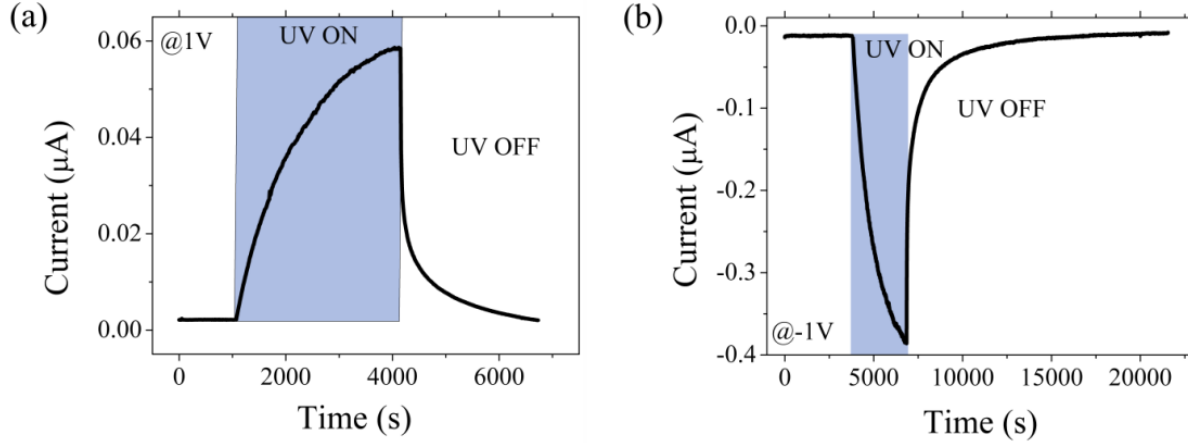 (a)
@1V
UV ON
UV OFF
0.06
0.04
0.02
0.00
Current (µA)
0
2000
4000
6000
Time (s)
(b)
UV ON
UV OFF
@-1V
0.0
-0.1
-0.2
-0.3
-0.4
Current (µA)
0
5000
10000
15000
20000
Time (s)